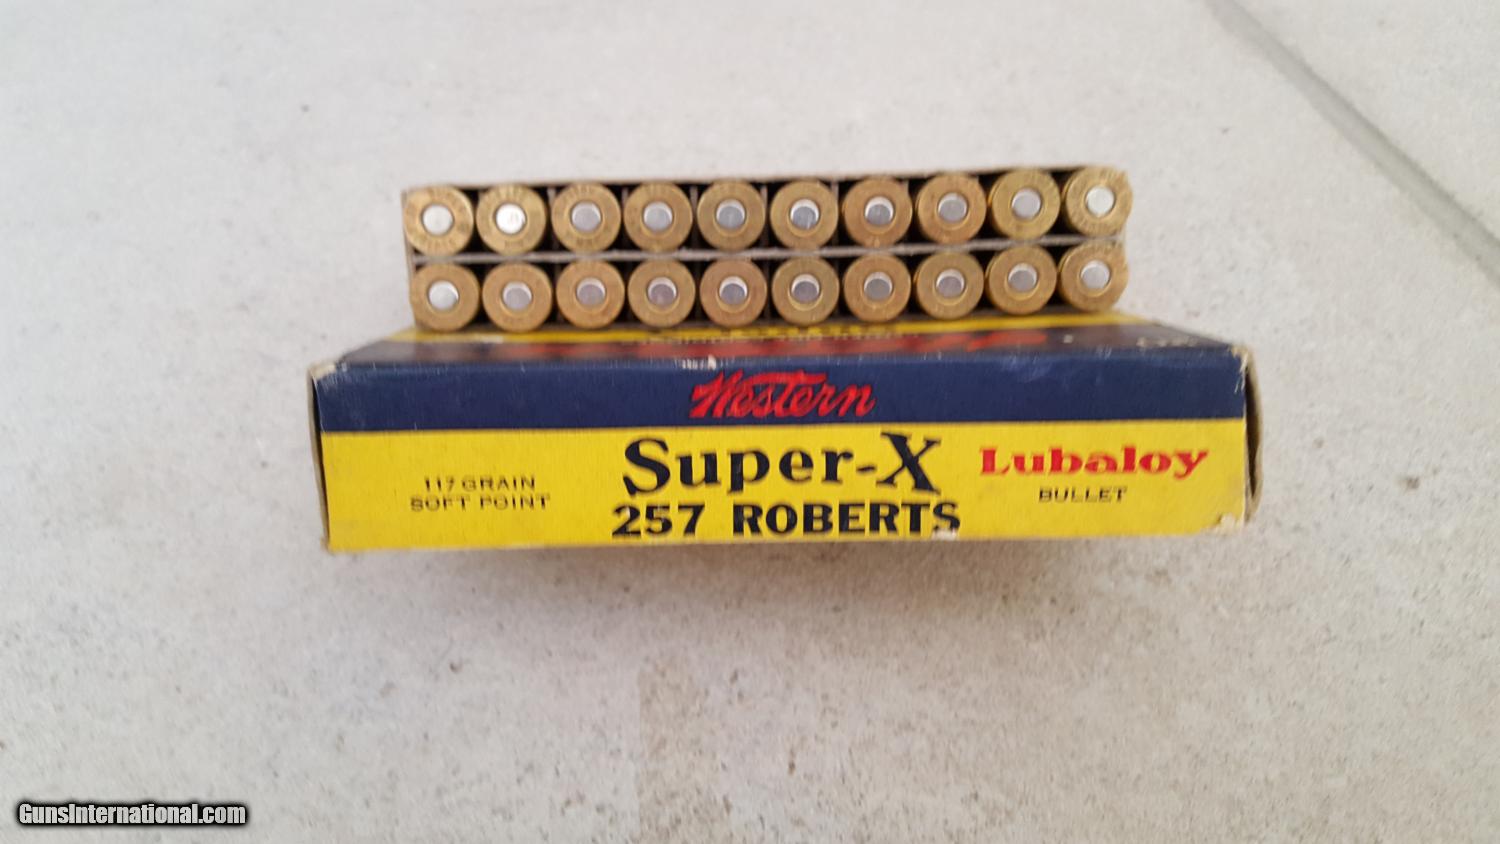 Western
Super-X
Lubaloy
117 GRAIN
SOFT POINT
BULLET
257 ROBERTS
GunsInternational.com